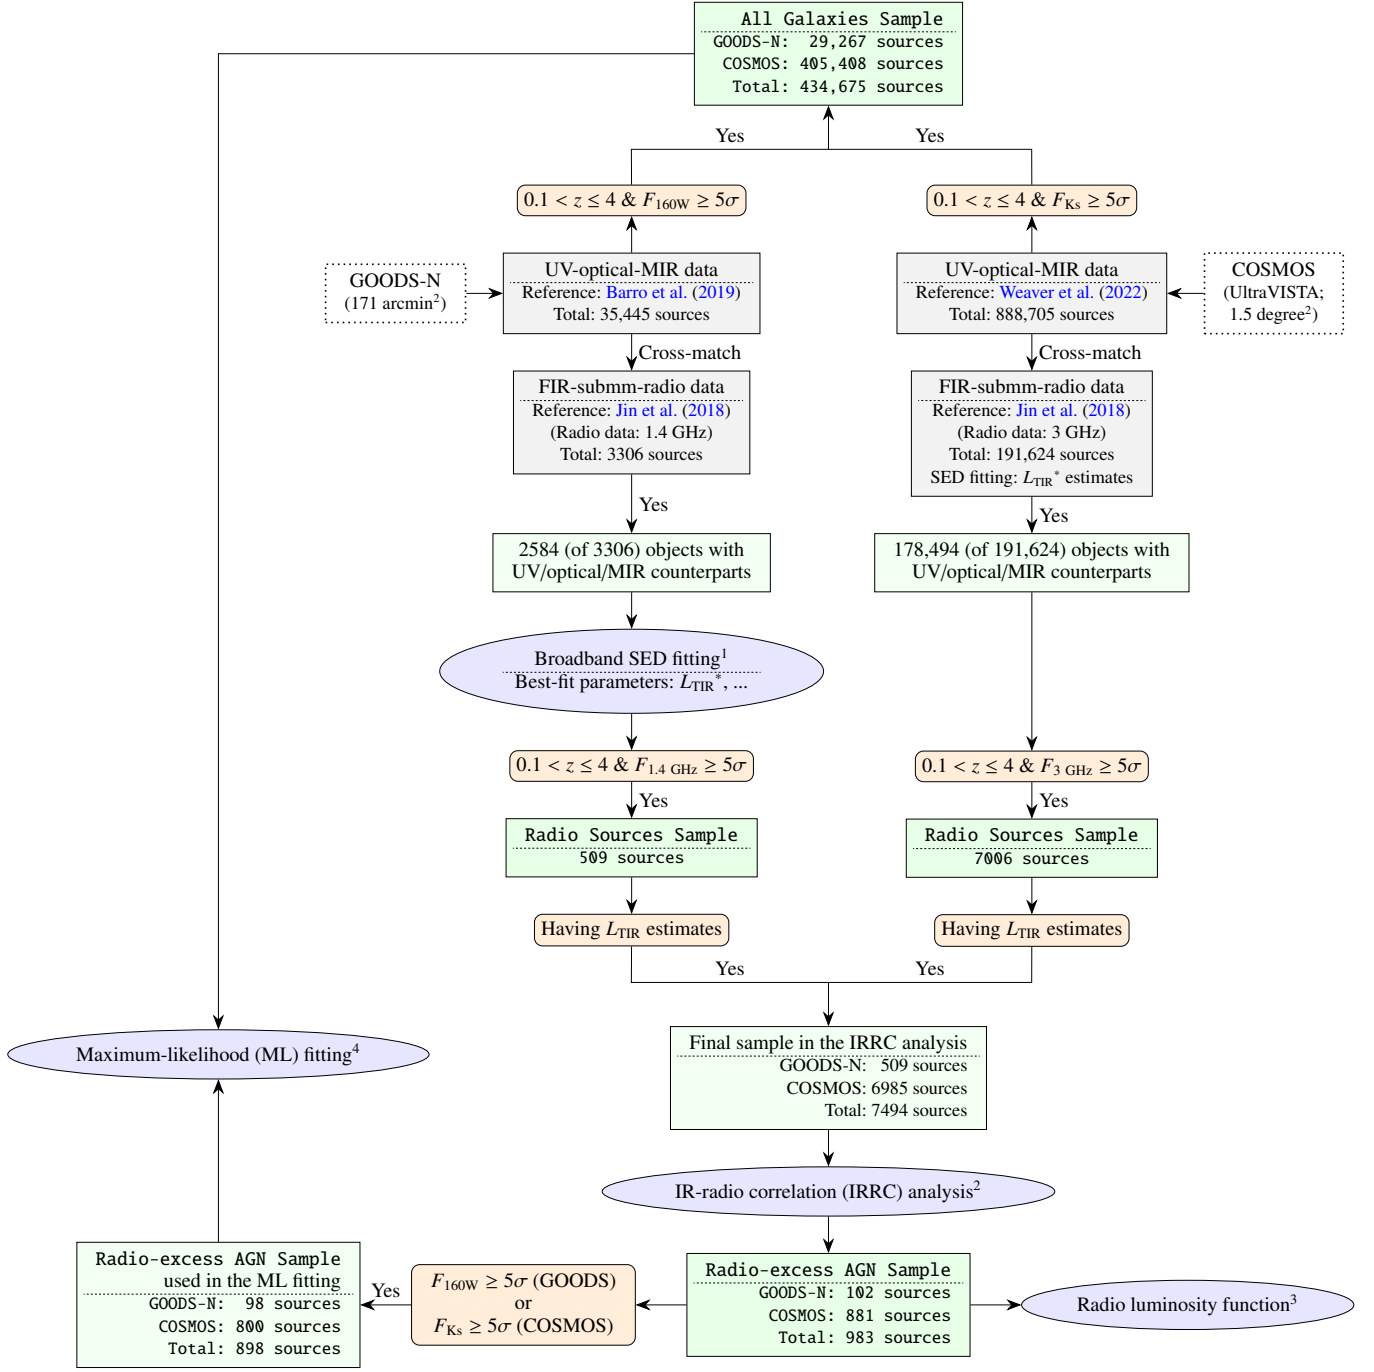 All Galaxies Sample
GOODS-N: 29,267 sources
COSMOS: 405,408 sources
Total: 434,675 sources
Yes
Yes
0.1 < z ≤ 4 & F160W ≥ 5σ
0.1 < z ≤ 4 & FKs ≥ 5σ
GOODS-N
(171 arcmin²)
UV-optical-MIR data
Reference: Barro et al. (2019)
Total: 35,445 sources
UV-optical-MIR data
Reference: Weaver et al. (2022)
Total: 888,705 sources
COSMOS
(UltraVISTA;
1.5 degree²)
Cross-match
Cross-match
FIR-submm-radio data
Reference: Jin et al. (2018)
(Radio data: 1.4 GHz)
Total: 3306 sources
FIR-submm-radio data
Reference: Jin et al. (2018)
(Radio data: 3 GHz)
Total: 191,624 sources
SED fitting: LTIR* estimates
Yes
Yes
2584 (of 3306) objects with
UV/optical/MIR counterparts
178,494 (of 191,624) objects with
UV/optical/MIR counterparts
Broadband SED fitting¹
Best-fit parameters: LTIR*, ...
0.1 < z ≤ 4 & F1.4 GHz ≥ 5σ
0.1 < z ≤ 4 & F3 GHz ≥ 5σ
Yes
Yes
Radio Sources Sample
509 sources
Radio Sources Sample
7006 sources
Having LTIR estimates
Having LTIR estimates
Yes
Yes
Maximum-likelihood (ML) fitting⁴
Final sample in the IRRC analysis
GOODS-N: 509 sources
COSMOS: 6985 sources
Total: 7494 sources
IR-radio correlation (IRRC) analysis²
Radio-excess AGN Sample
used in the ML fitting
GOODS-N: 98 sources
COSMOS: 800 sources
Total: 898 sources
Yes
F160W ≥ 5σ (GOODS)
or
FKs ≥ 5σ (COSMOS)
Radio-excess AGN Sample
GOODS-N: 102 sources
COSMOS: 881 sources
Total: 983 sources
Radio luminosity function³